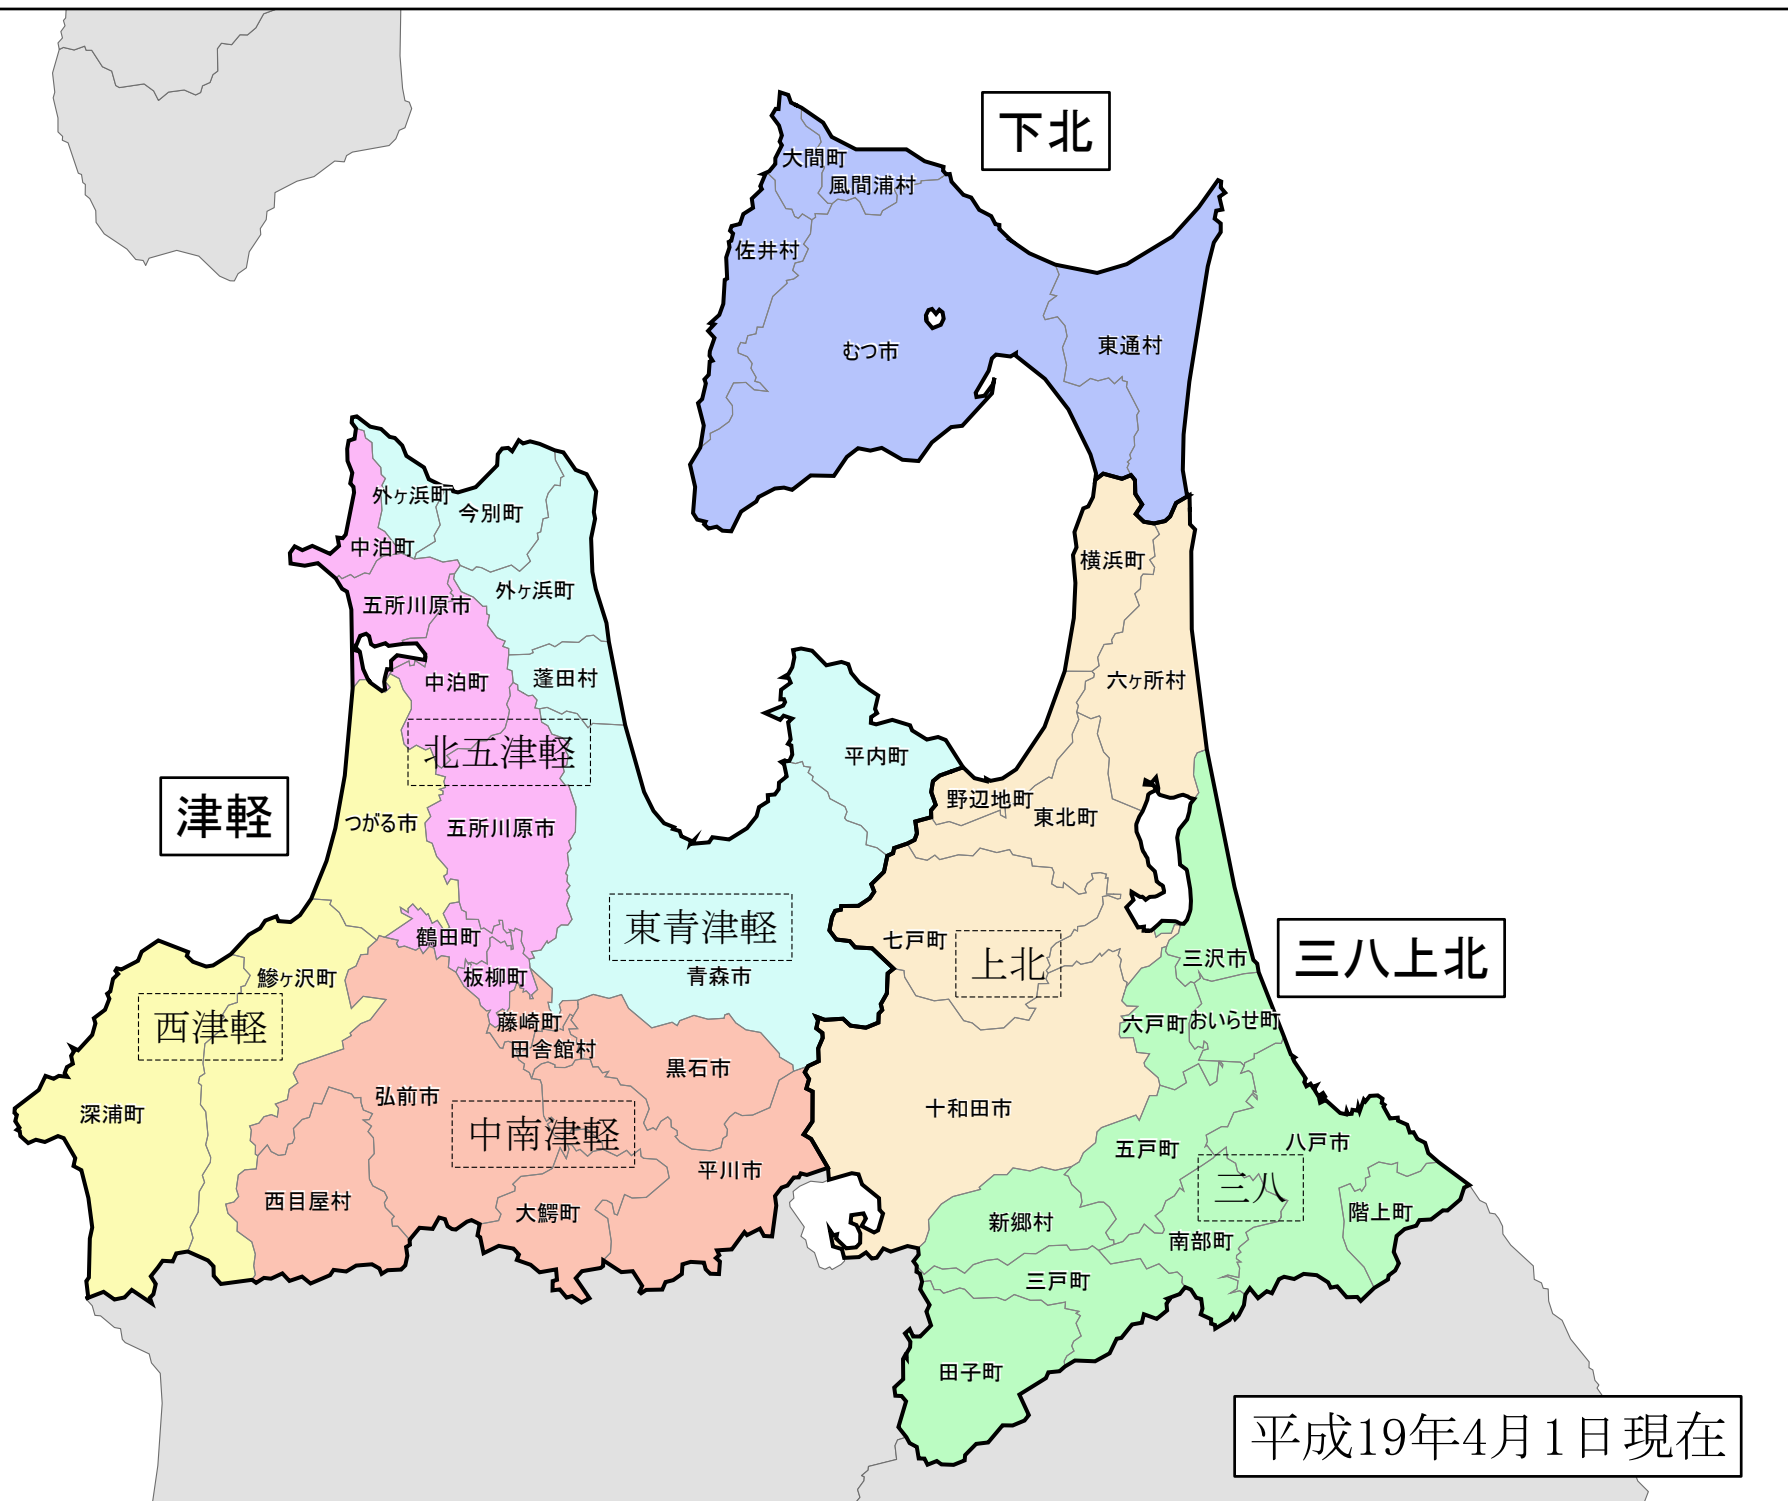 下北
大間町
風間浦村
佐井村
むつ市
東通村
外ヶ浜町
今別町
中泊町
横浜町
外ヶ浜町
五所川原市
蓬田村
中泊町
六ヶ所村
北五津軽
平内町
津軽
つがる市
五所川原市
野辺地町
東北町
東青津軽
鶴田町
七戸町
上北
三沢市
三八上北
板柳町
鰺ヶ沢町
青森市
西津軽
藤崎町
六戸町
おいらせ町
田舎館村
黒石市
弘前市
深浦町
十和田市
中南津軽
五戸町
八戸市
平川市
三八
西目屋村
大鰐町
新郷村
階上町
南部町
三戸町
田子町
平成19年4月1日現在